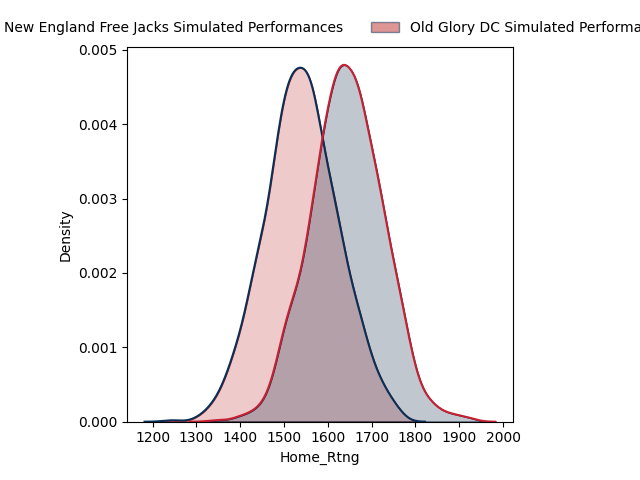 New England Free Jacks Simulated Performances Old Glory DC Simulated
0.005
0.004
0.003
0.002
0.001
0.000
Density
1200 1300 1400 1500 1600 1700 1800 1900 2000
Home_Rtng